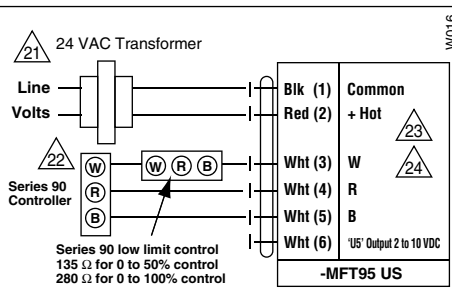 W016
21 24 VAC Transformer
Line
Volts
Blk (1) Common
Red (2) + Hot
23
22
24
W
W R B
Wht (3) W
Series 90
Controller
R
Wht (4) R
B
Wht (5) B
Wht (6) 'U5' Output 2 to 10 VDC
Series 90 low limit control
135 Ω for 0 to 50% control
280 Ω for 0 to 100% control
-MFT95 US